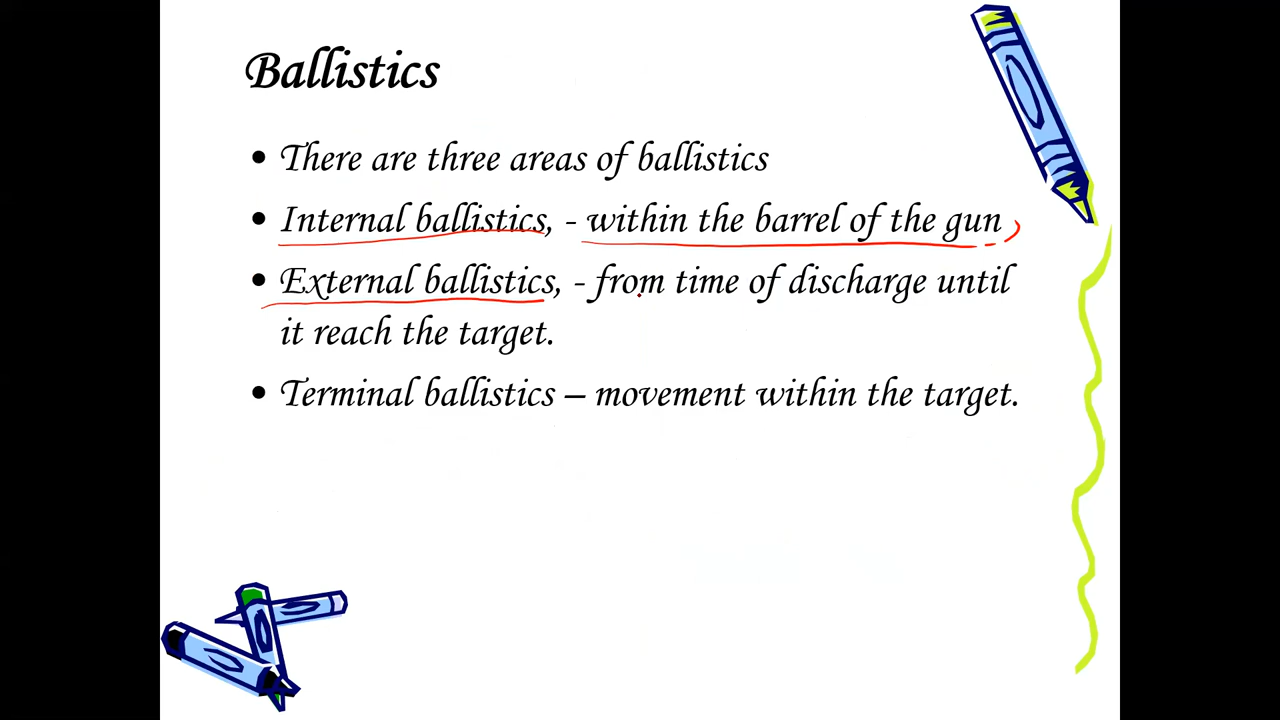 Ballistics
• There are three areas of ballistics
• Internal ballistics, - within the barrel of the gun,
• External ballistics, - from time of discharge until
it reach the target.
• Terminal ballistics – movement within the target.